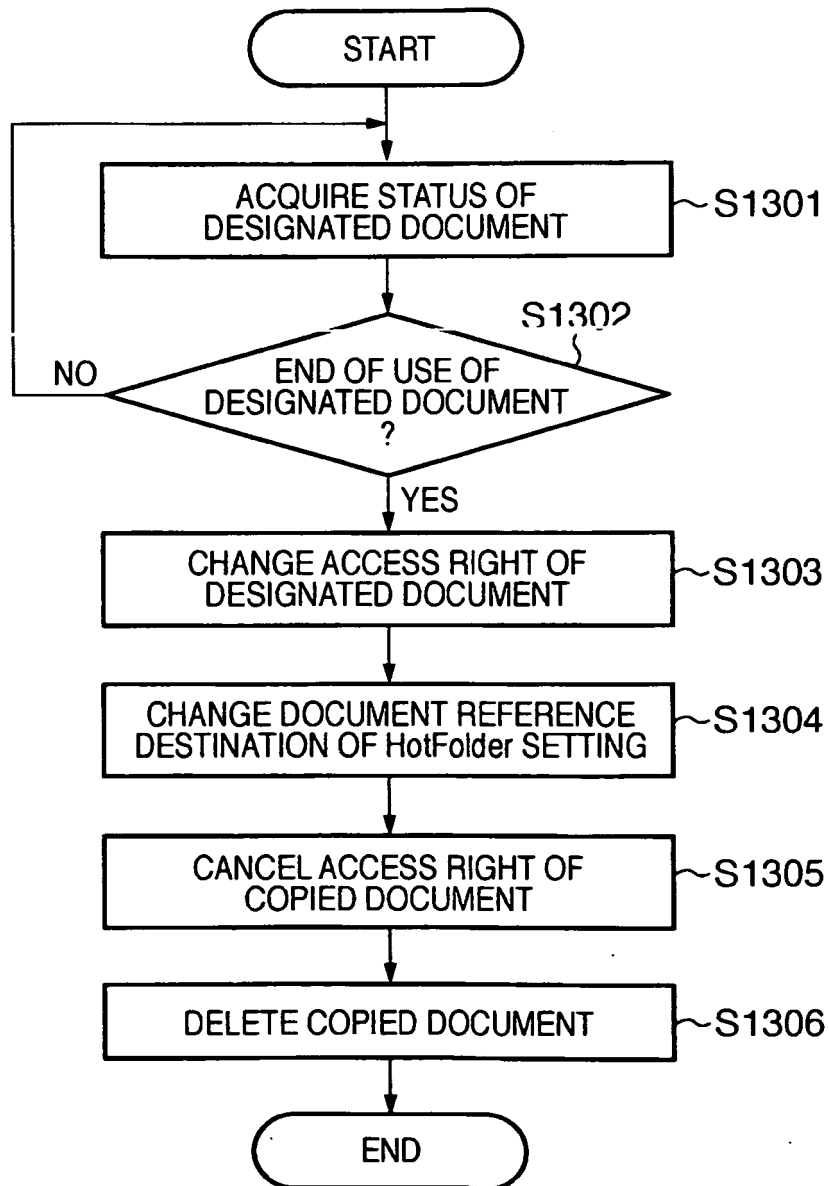 START
ACQUIRE STATUS OF
DESIGNATED DOCUMENT
S1301
S1302
END OF USE OF
DESIGNATED DOCUMENT
?
NO
YES
CHANGE ACCESS RIGHT OF
DESIGNATED DOCUMENT
S1303
CHANGE DOCUMENT REFERENCE
DESTINATION OF HotFolder SETTING
S1304
CANCEL ACCESS RIGHT OF
COPIED DOCUMENT
S1305
DELETE COPIED DOCUMENT
S1306
END